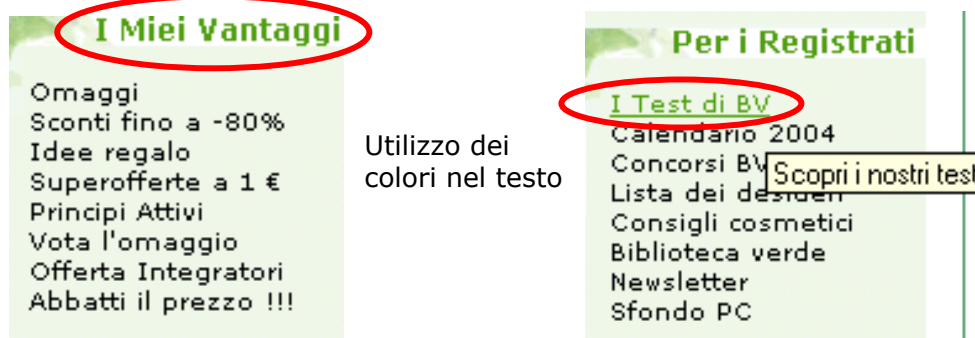 I Miei Vantaggi
Omaggi
Sconti fino a -80%
Idee regalo
Superofferte a 1 €
Principi Attivi
Vota l'omaggio
Offerta Integratori
Abbatti il prezzo !!!
Utilizzo dei
colori nel testo
Per i Registrati
I Test di BV
Calendario 2004
Concorsi BV
Scopri i nostri test
Lista dei desideri
Consigli cosmetici
Biblioteca verde
Newsletter
Sfondo PC